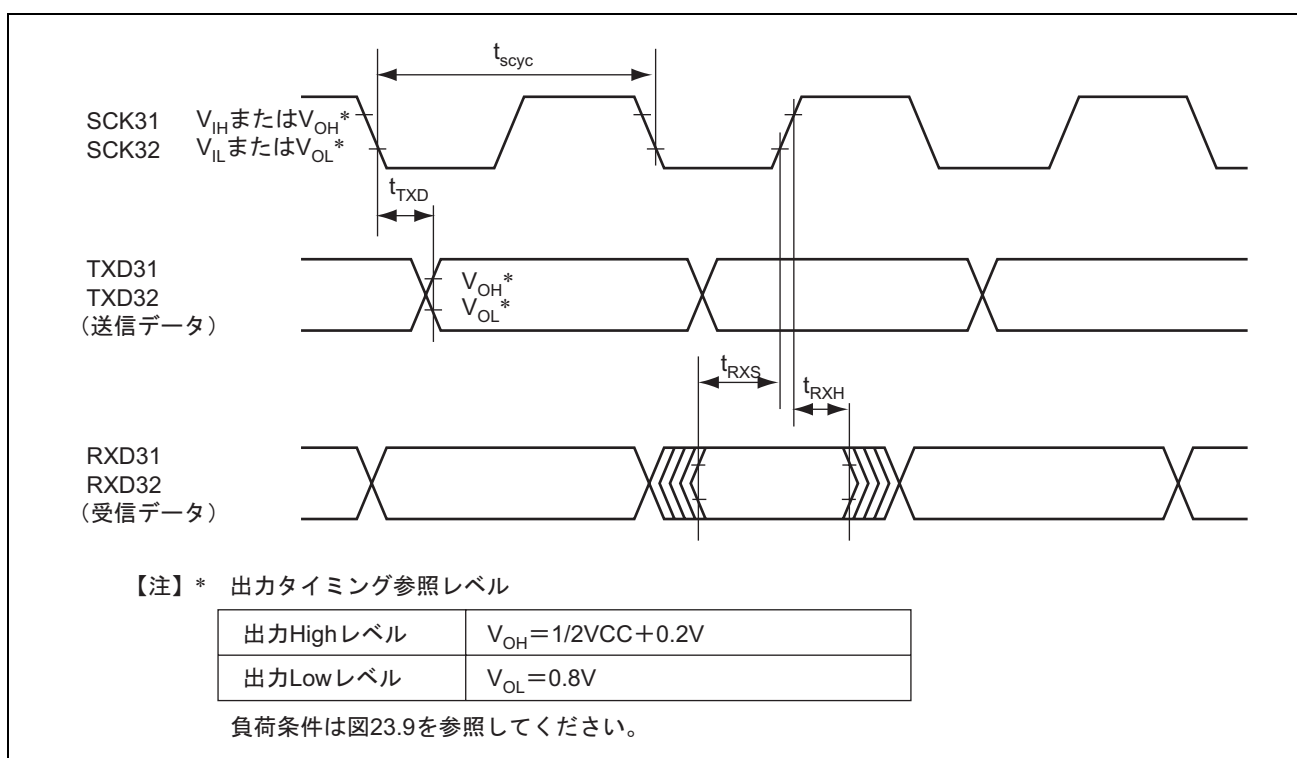 tscyc
SCK31 VIHまたはVOH*
SCK32 VILまたはVOL*
tTXD
TXD31
TXD32
（送信データ）
VOH*
VOL*
tRXS
tRXH
RXD31
RXD32
（受信データ）
【注】* 出力タイミング参照レベル
出力Highレベル VOH＝1/2VCC＋0.2V
出力Lowレベル VOL＝0.8V
負荷条件は図23.9を参照してください。